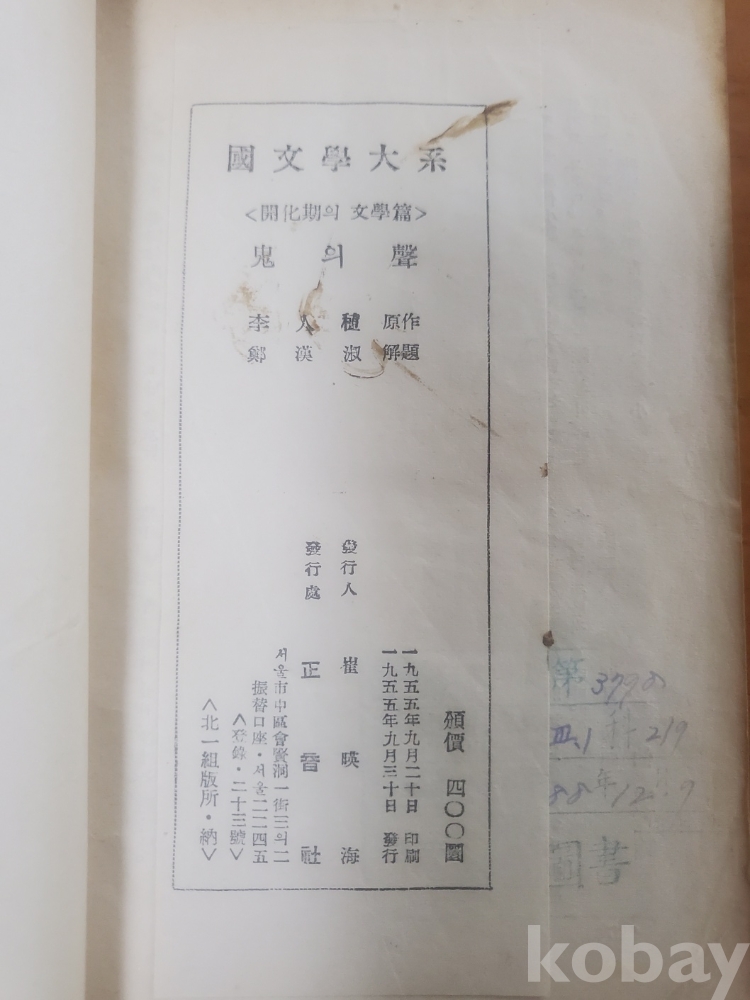 國文學大系
<開化期의 文學篇>
鬼의聲
李人稙 原作
鄭漢淑 解題
頒價 四〇〇圜
一九五五年九月二十日 印刷
一九五五年九月三十日 發行
發行人 崔暎海
發行處 正音社
서울市中區會賢洞一街三의二
振替口座・서울二二四五
<登錄・二十三號>
<北一組版所・納>
第
圖書
kobay